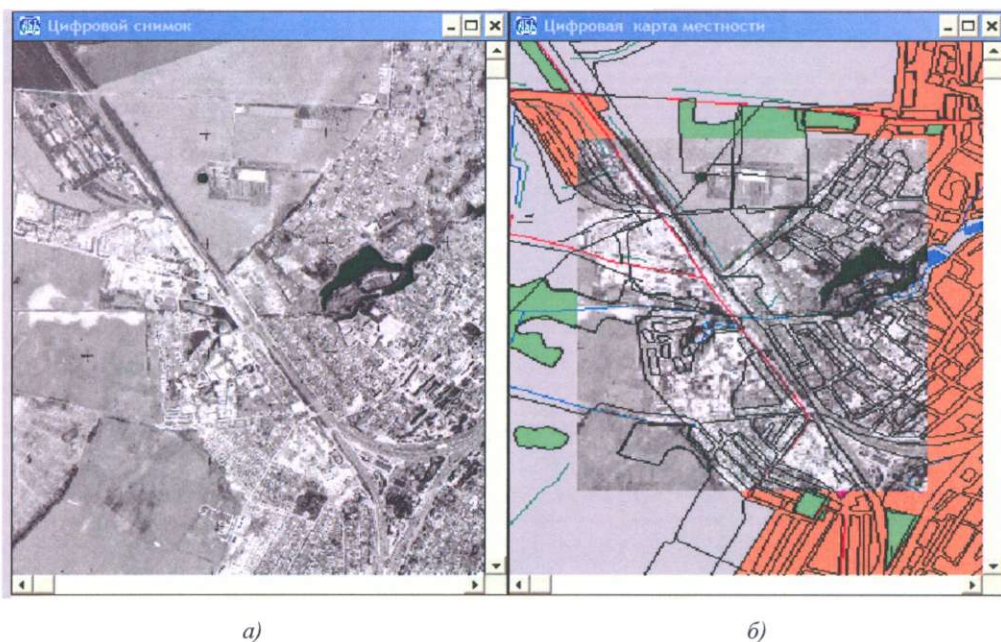 Цифровой снимок
Цифровая карта местности
а)
б)